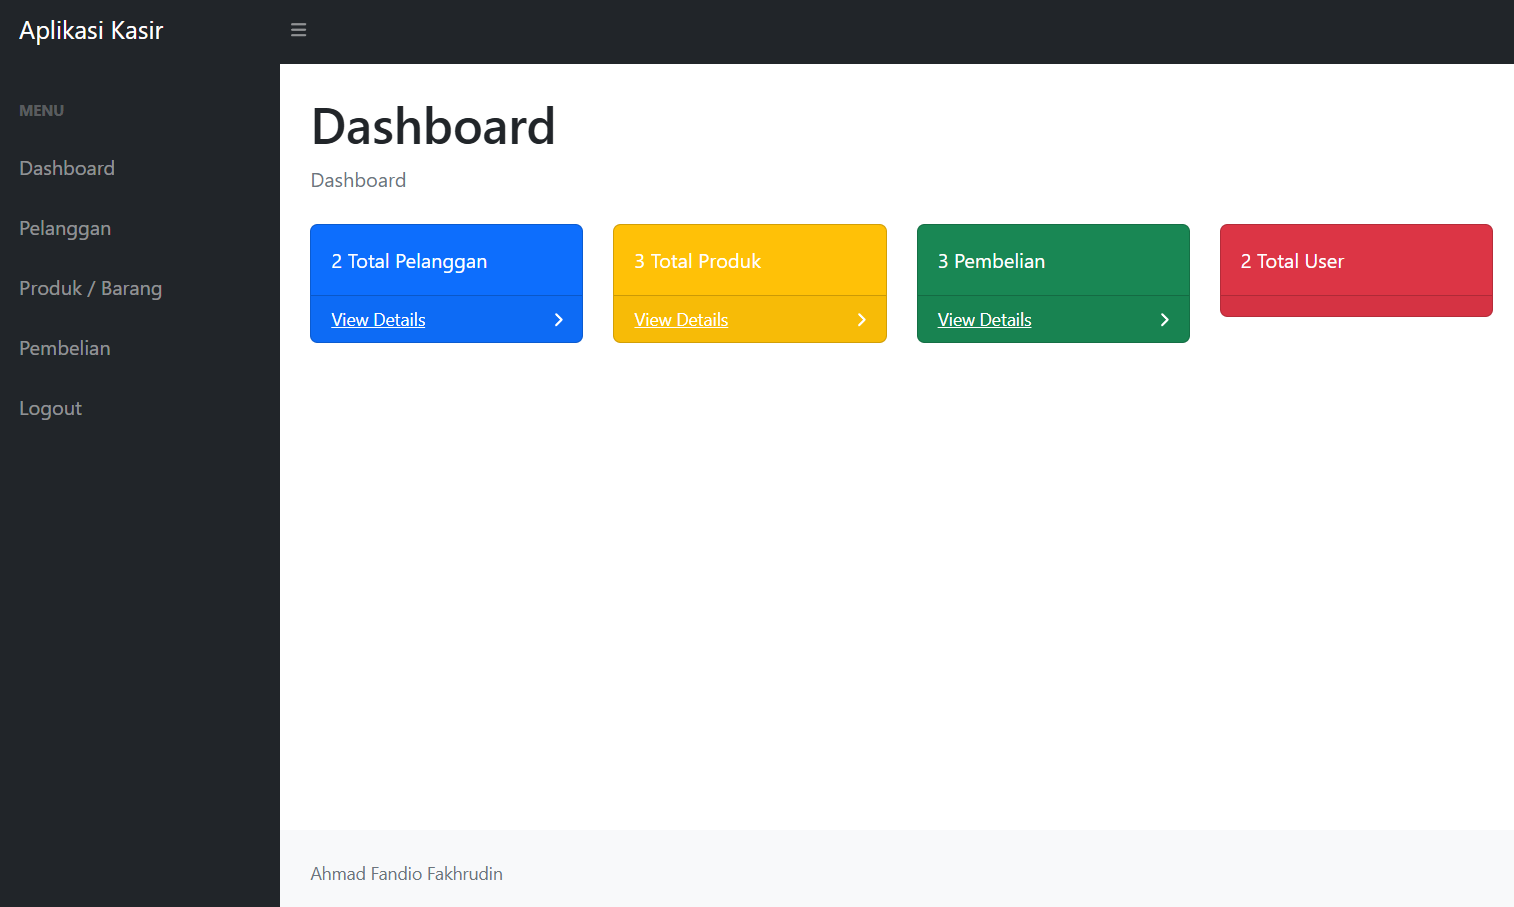 Aplikasi Kasir
MENU
Dashboard
Pelanggan
Produk / Barang
Pembelian
Logout
Dashboard
Dashboard
2 Total Pelanggan
View Details
3 Total Produk
View Details
3 Pembelian
View Details
2 Total User
Ahmad Fandio Fakhrudin